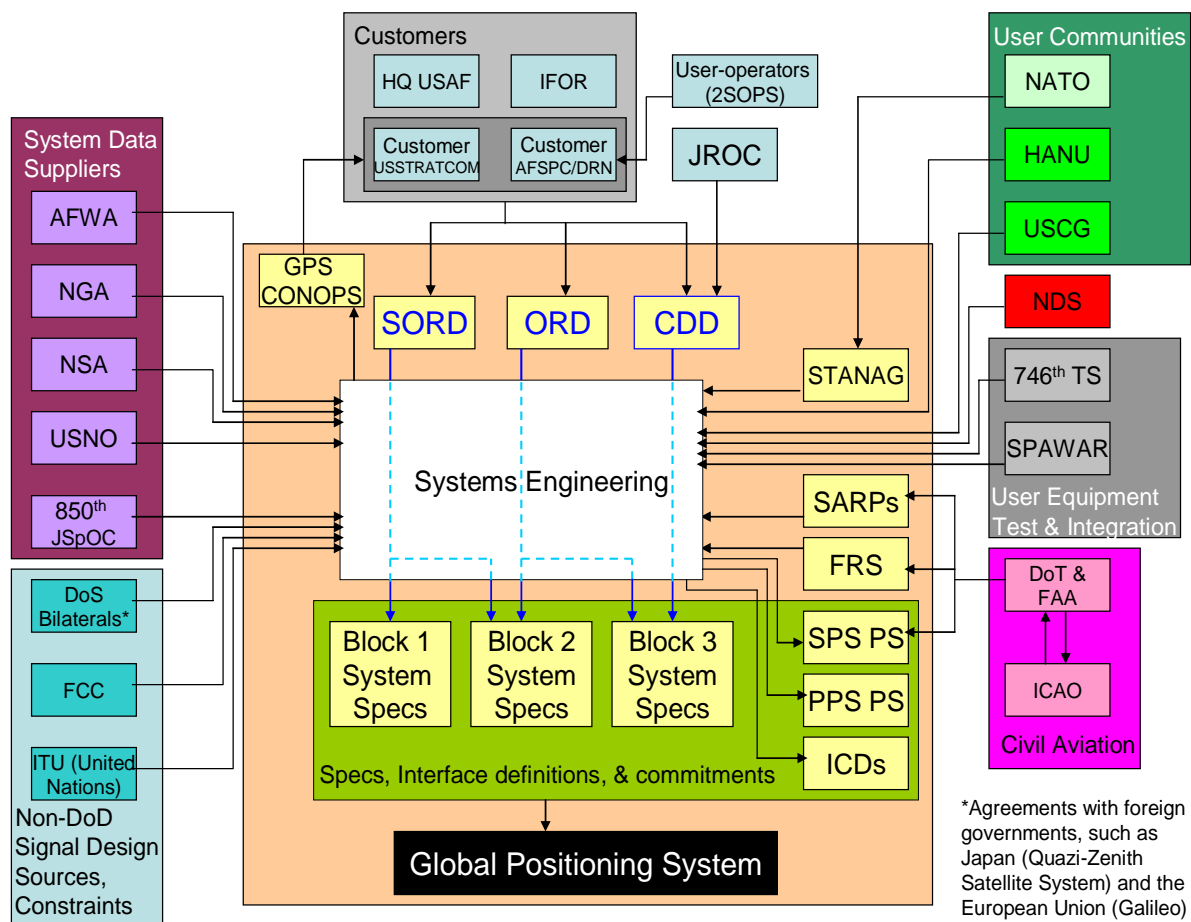 Customers
HQ USAF
IFOR
Customer
USSTRATCOM
Customer
AFSPC/DRN
User-operators
(2SOPS)
JROC
User Communities
NATO
HANU
USCG
NDS
746th TS
SPAWAR
User Equipment
Test & Integration
DoT &
FAA
ICAO
Civil Aviation
System Data
Suppliers
AFWA
NGA
NSA
USNO
850th
JSpOC
DoS
Bilaterals*
FCC
ITU (United
Nations)
Non-DoD
Signal Design
Sources,
Constraints
GPS
CONOPS
SORD
ORD
CDD
STANAG
Systems Engineering
SARPs
FRS
SPS PS
PPS PS
ICDs
Block 1
System
Specs
Block 2
System
Specs
Block 3
System
Specs
Specs, Interface definitions, & commitments
Global Positioning System
*Agreements with foreign
governments, such as
Japan (Quazi-Zenith
Satellite System) and the
European Union (Galileo)